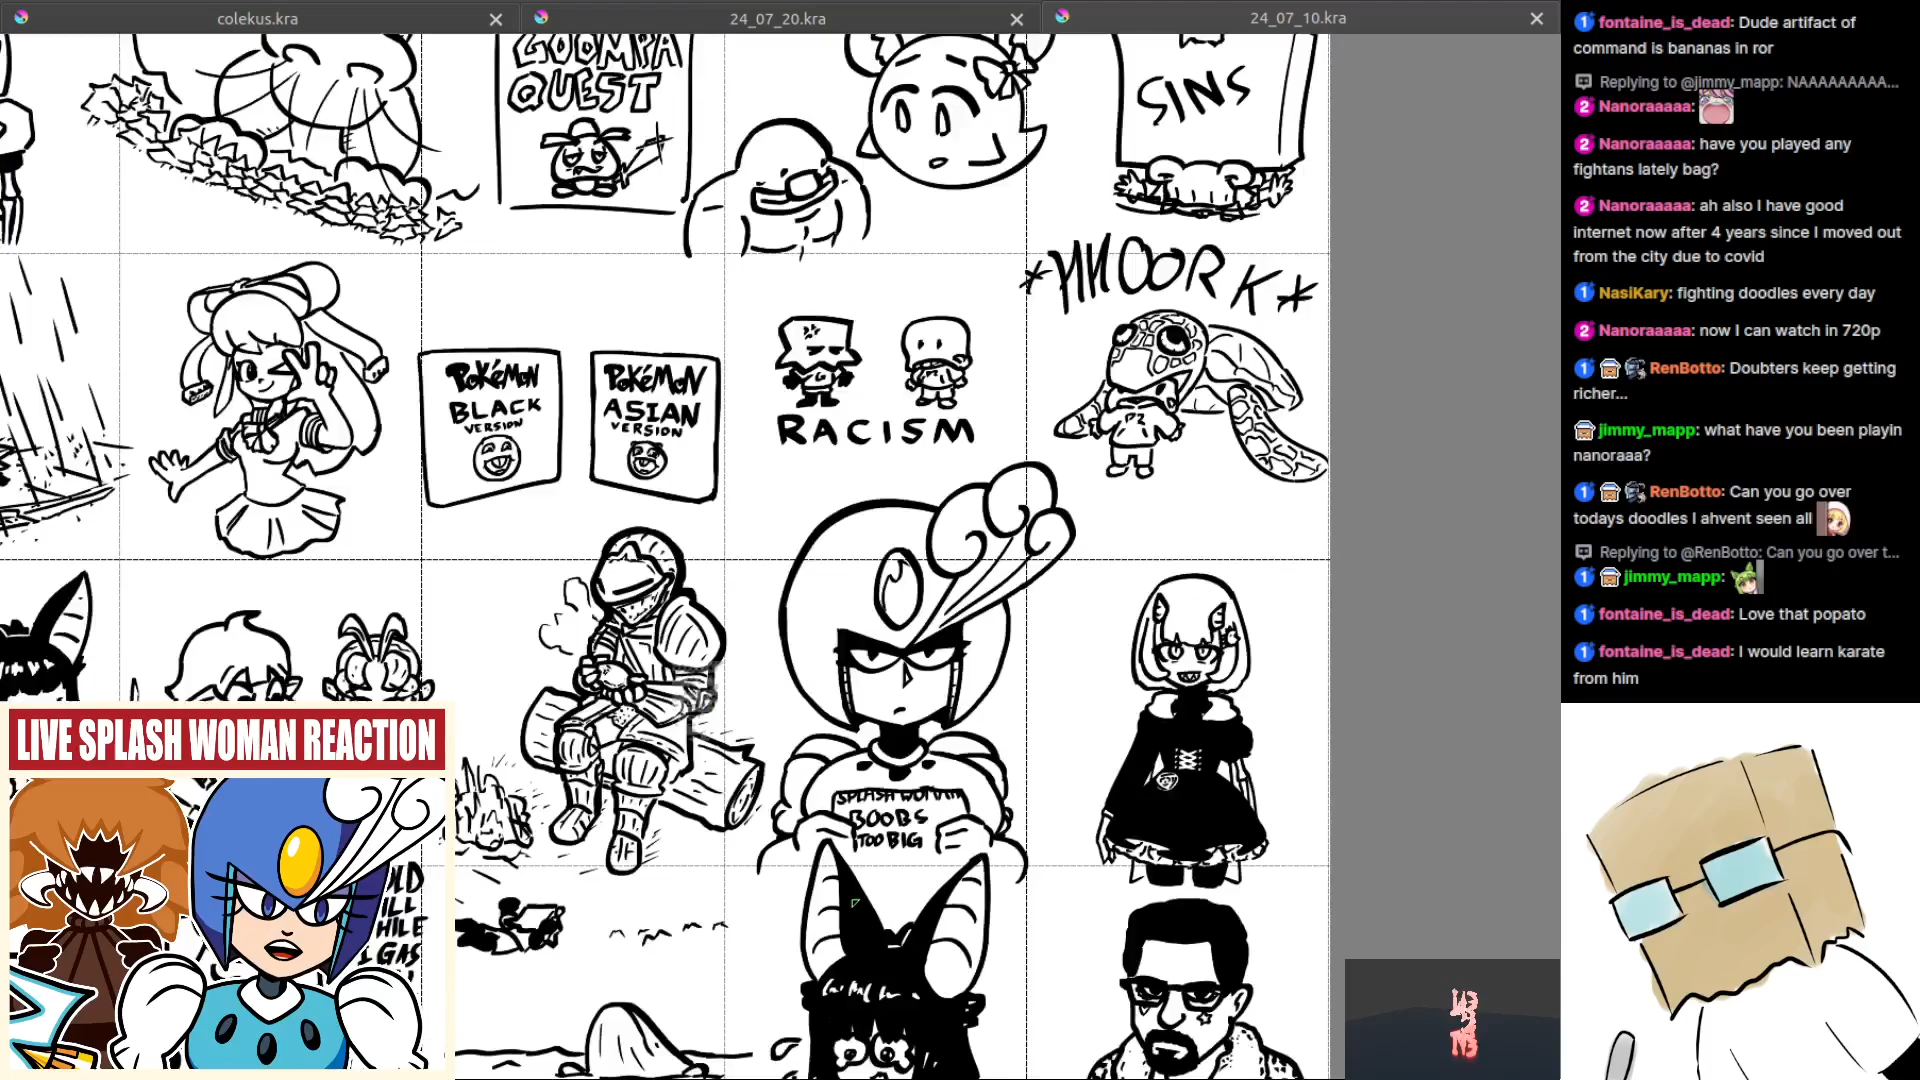 colekus.kra
24_07_20.kra
24_07_10.kra
GOOMPA
QUEST
SINS
*HHOORK*
POKéMON
BLACK
VERSION
POKéMON
ASIAN
VERSION
RACISM
SPLASH WOMAN
BOOBS
TOO BIG
LIVE SPLASH WOMAN REACTION
fontaine_is_dead: Dude artifact of
command is bananas in ror
Replying to @jimmy_mapp: NAAAAAAAAA...
Nanoraaaaa:
Nanoraaaaa: have you played any
fightans lately bag?
Nanoraaaaa: ah also I have good
internet now after 4 years since I moved out
from the city due to covid
NasiKary: fighting doodles every day
Nanoraaaaa: now I can watch in 720p
RenBotto: Doubters keep getting
richer...
jimmy_mapp: what have you been playin
nanoraaa?
RenBotto: Can you go over
todays doodles I ahvent seen all
Replying to @RenBotto: Can you go over t...
jimmy_mapp:
fontaine_is_dead: Love that popato
fontaine_is_dead: I would learn karate
from him